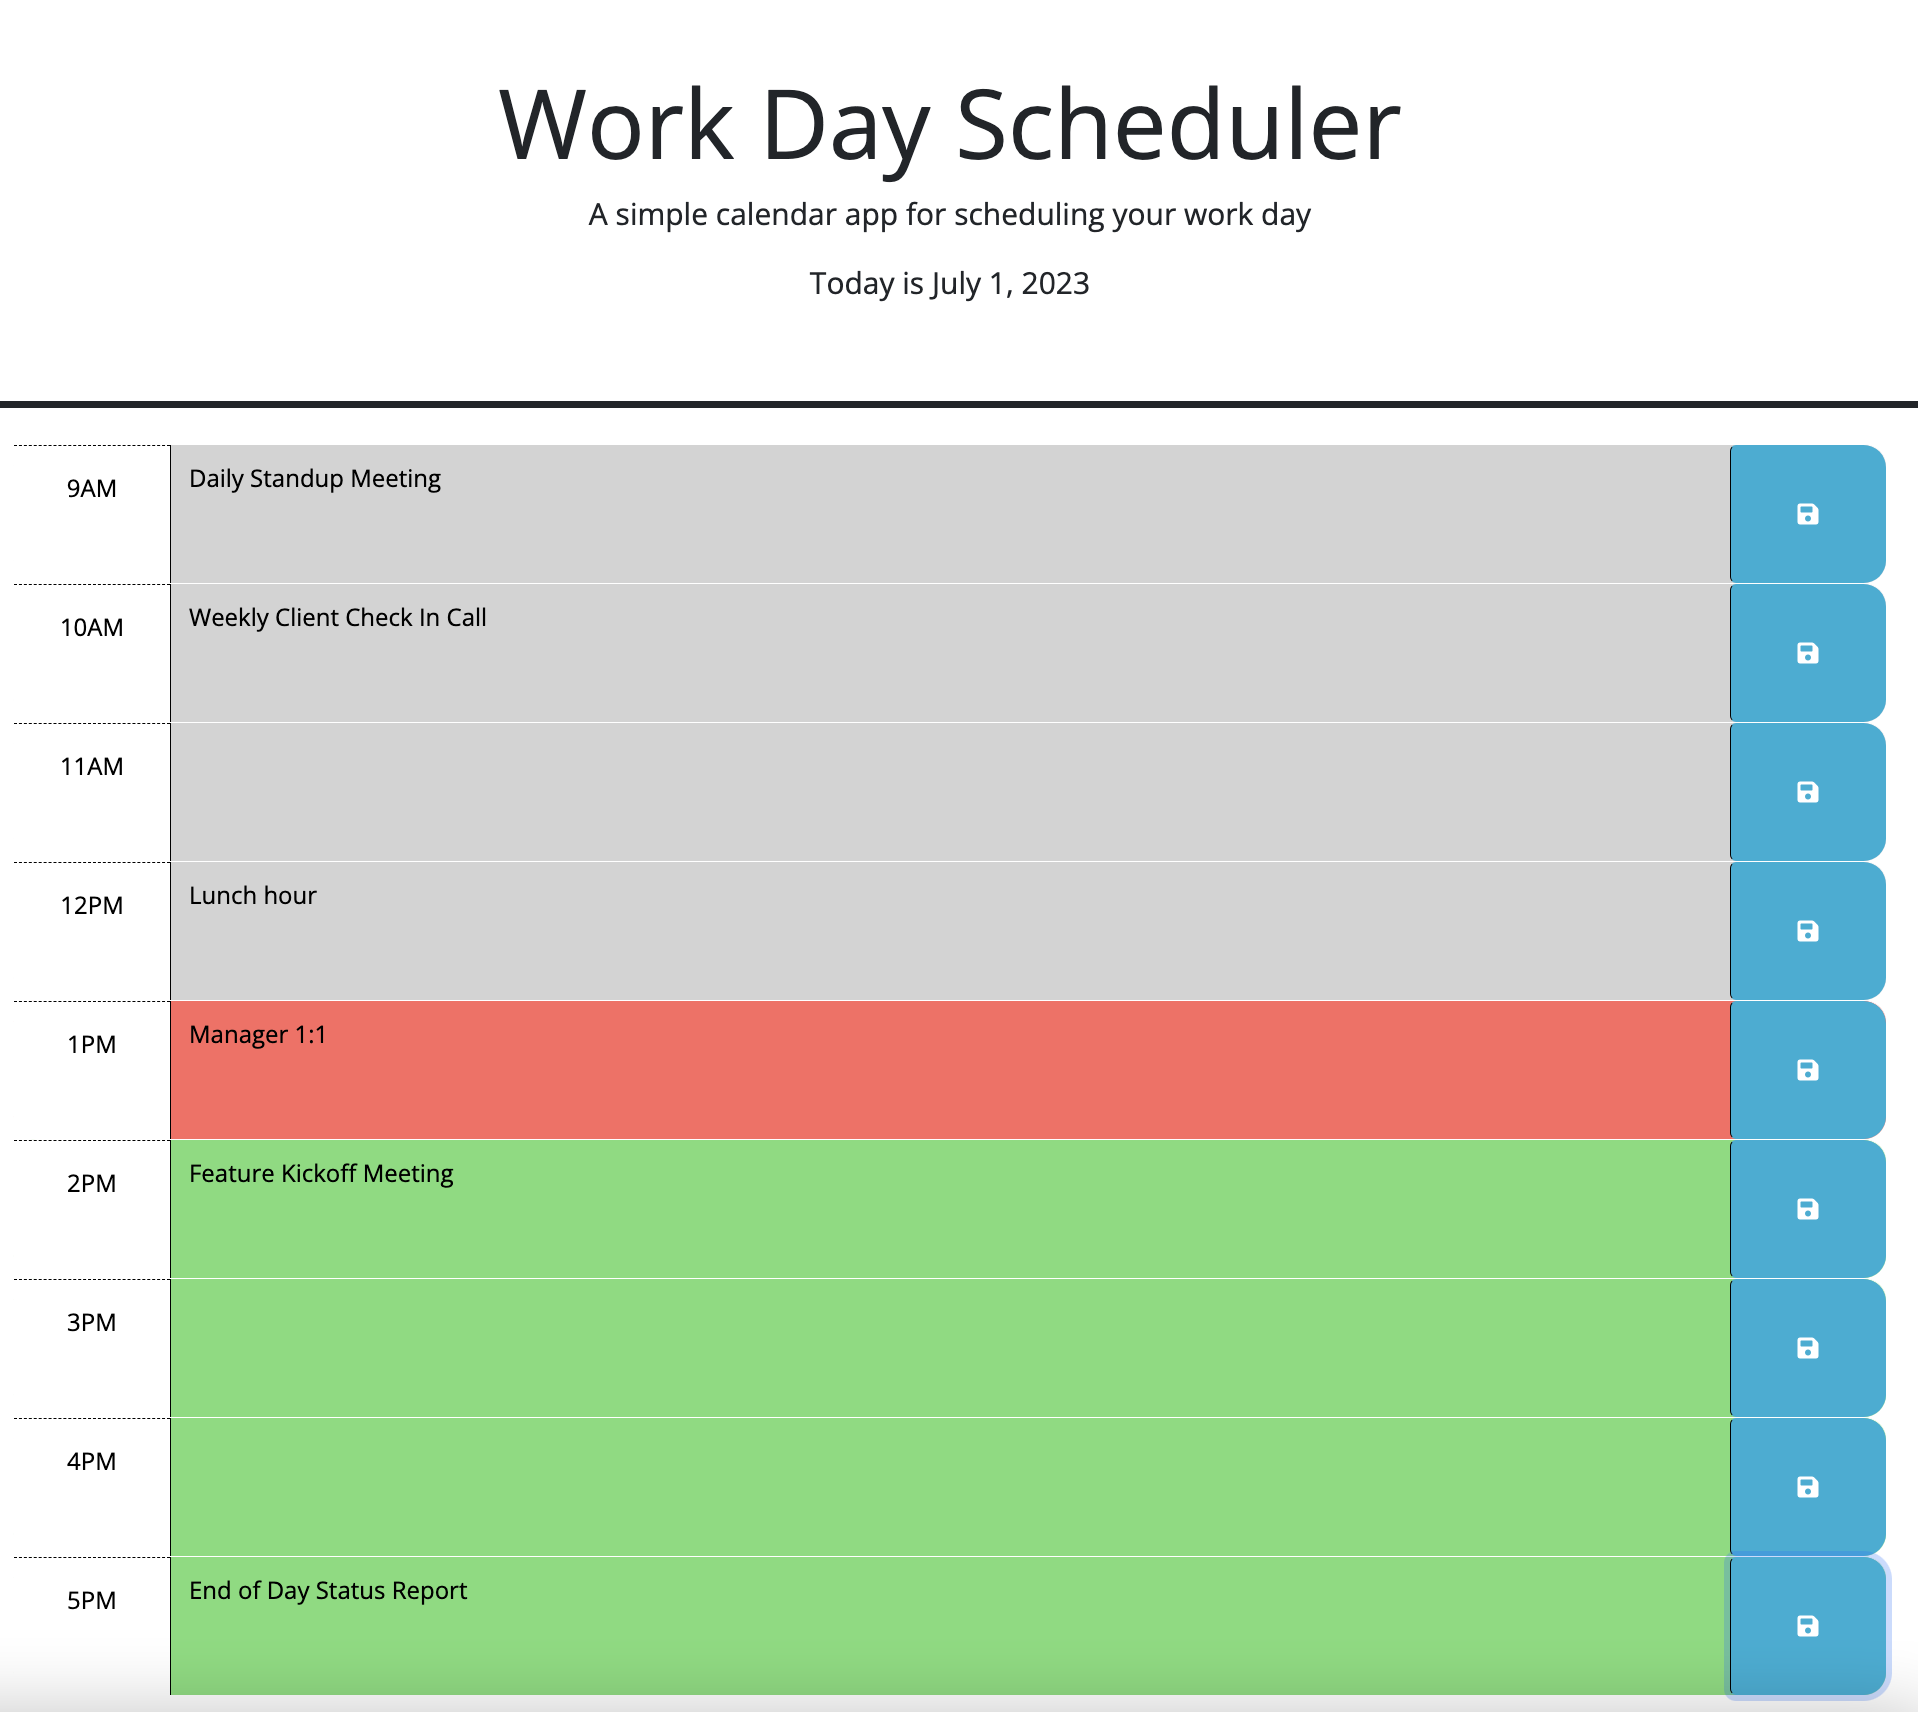 Work Day Scheduler
A simple calendar app for scheduling your work day
Today is July 1, 2023
9AM
Daily Standup Meeting
10AM
Weekly Client Check In Call
11AM
12PM
Lunch hour
1PM
Manager 1:1
2PM
Feature Kickoff Meeting
3PM
4PM
5PM
End of Day Status Report